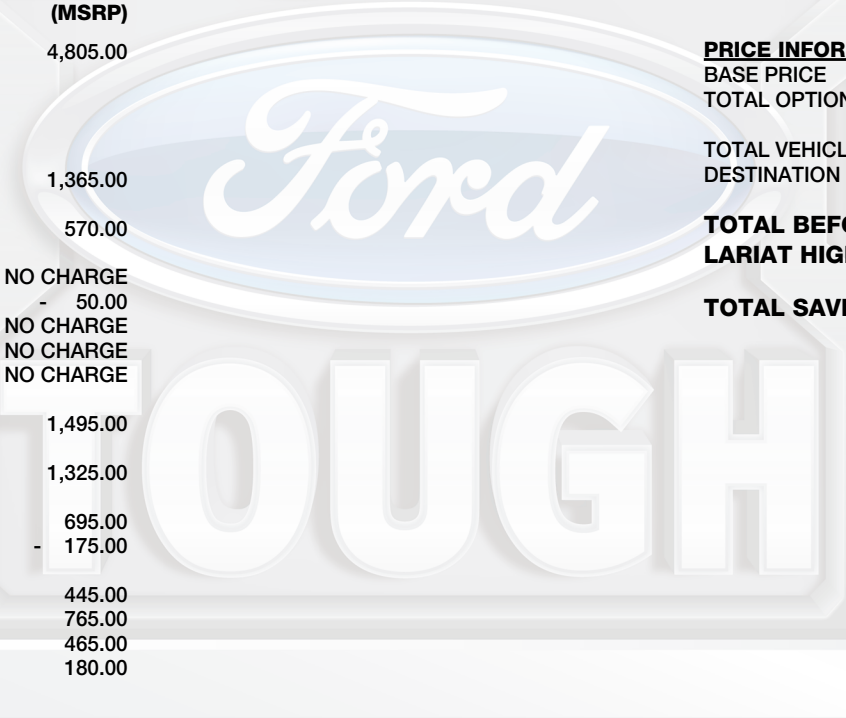 (MSRP)
4,805.00
1,365.00
570.00
NO CHARGE
- 50.00
NO CHARGE
NO CHARGE
NO CHARGE
1,495.00
1,325.00
695.00
- 175.00
445.00
765.00
465.00
180.00
PRICE INFOR
BASE PRICE
TOTAL OPTION
TOTAL VEHICL
DESTINATION
TOTAL BEFO
LARIAT HIGH
TOTAL SAVI
Ford
TOUGH